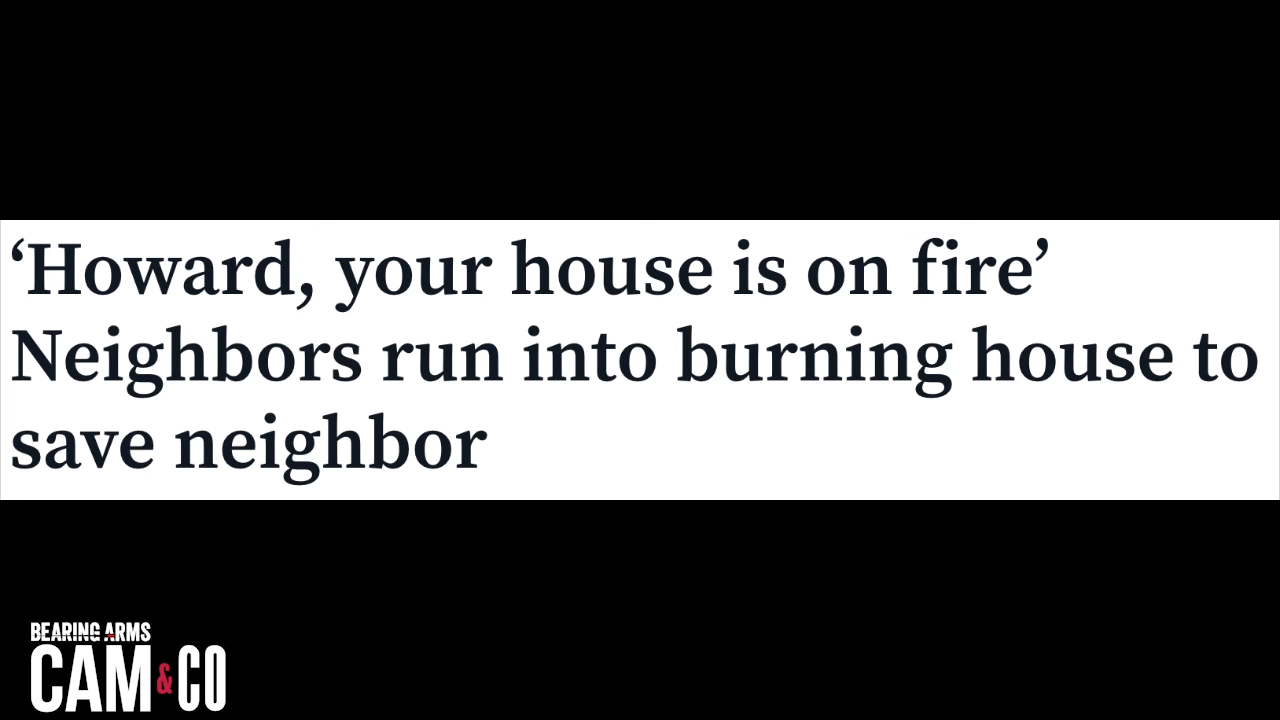 ‘Howard, your house is on fire’
Neighbors run into burning house to
save neighbor
BEARING ARMS
CAM & CO